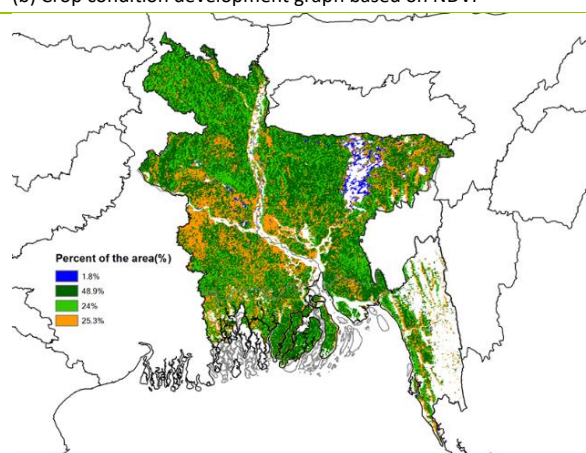 (b) Crop condition development graph based on NDVI
Percent of the area(%)
1.8%
48.9%
24%
25.3%